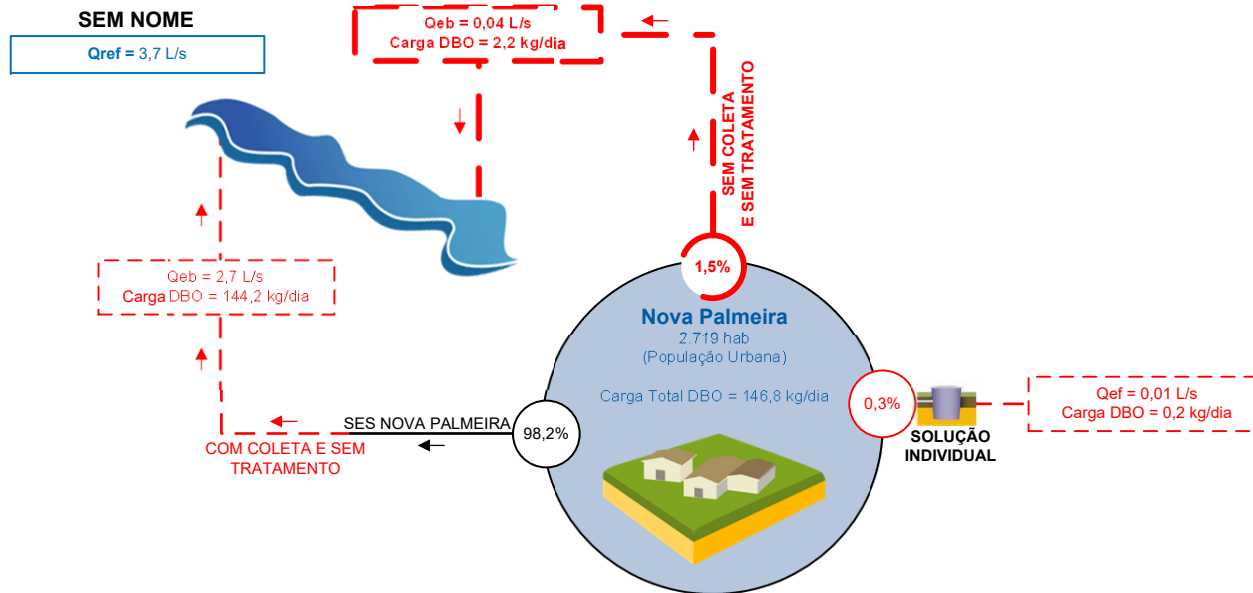 SEM NOME
Qref = 3,7 L/s
Qeb = 0,04 L/s
Carga DBO = 2,2 kg/dia
SEM COLETA
E SEM TRATAMENTO
Qeb = 2,7 L/s
Carga DBO = 144,2 kg/dia
1,5%
Nova Palmeira
2.719 hab
(População Urbana)
Carga Total DBO = 146,8 kg/dia
0,3%
Qef = 0,01 L/s
Carga DBO = 0,2 kg/dia
SOLUÇÃO
INDIVIDUAL
SES NOVA PALMEIRA
98,2%
COM COLETA E SEM
TRATAMENTO